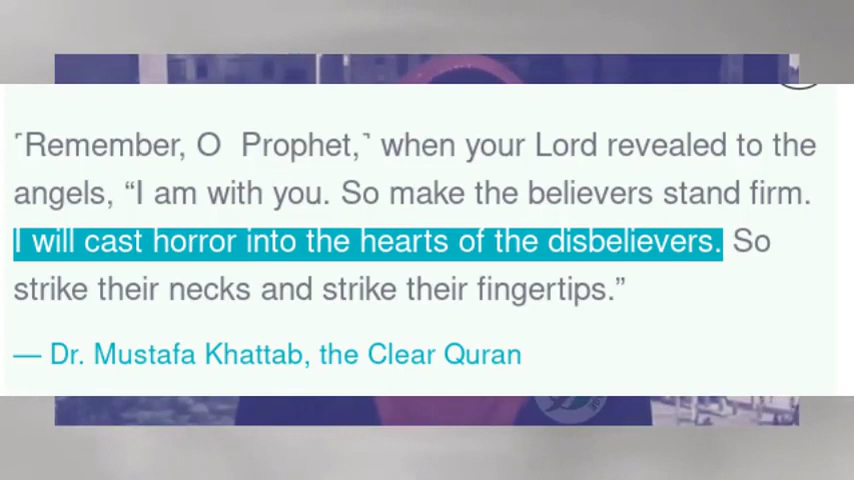 ⸢Remember, O Prophet,⸣ when your Lord revealed to the
angels, “I am with you. So make the believers stand firm.
I will cast horror into the hearts of the disbelievers. So
strike their necks and strike their fingertips.”
— Dr. Mustafa Khattab, the Clear Quran